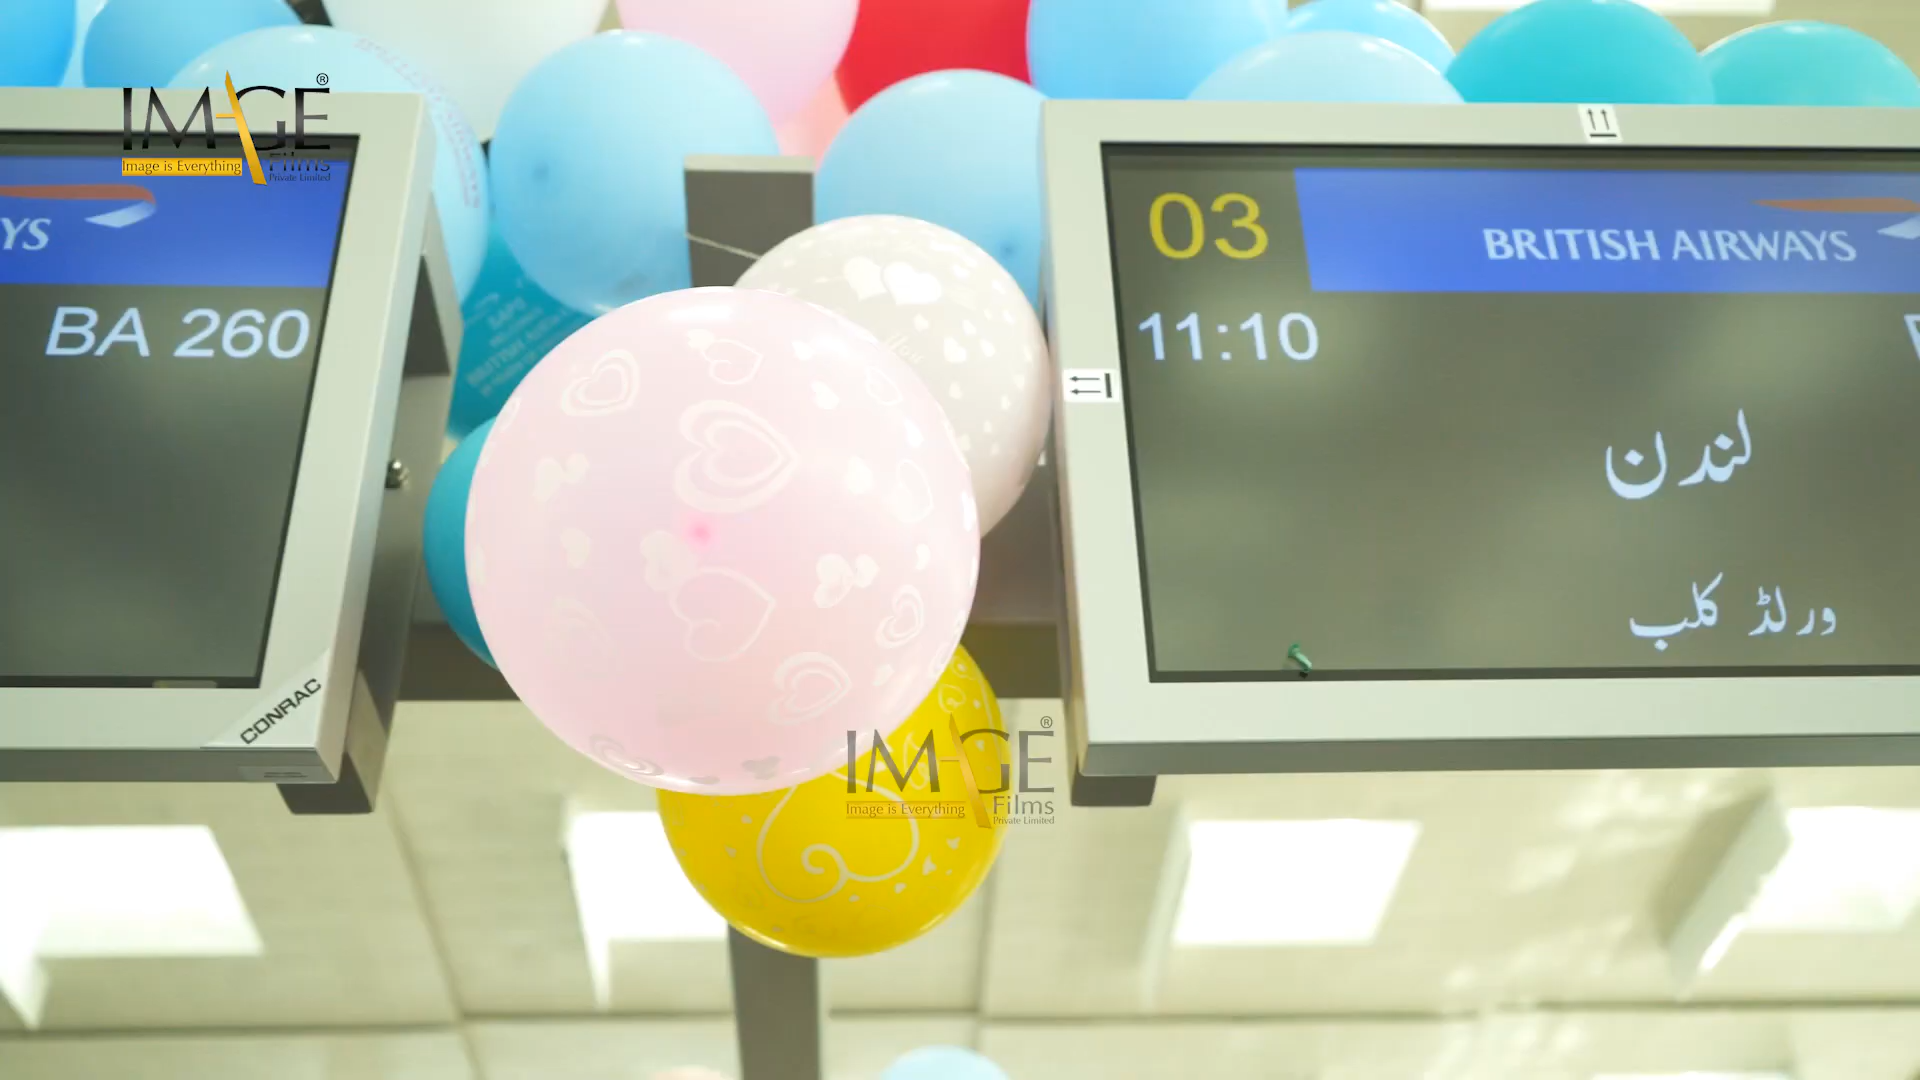 IMAGE ®
Image is Everything
Films
Private Limited
YS
BA 260
CONRAC
03
BRITISH AIRWAYS
11:10
لندن
ورلڈ کلب
IMAGE ®
Image is Everything
Films
Private Limited